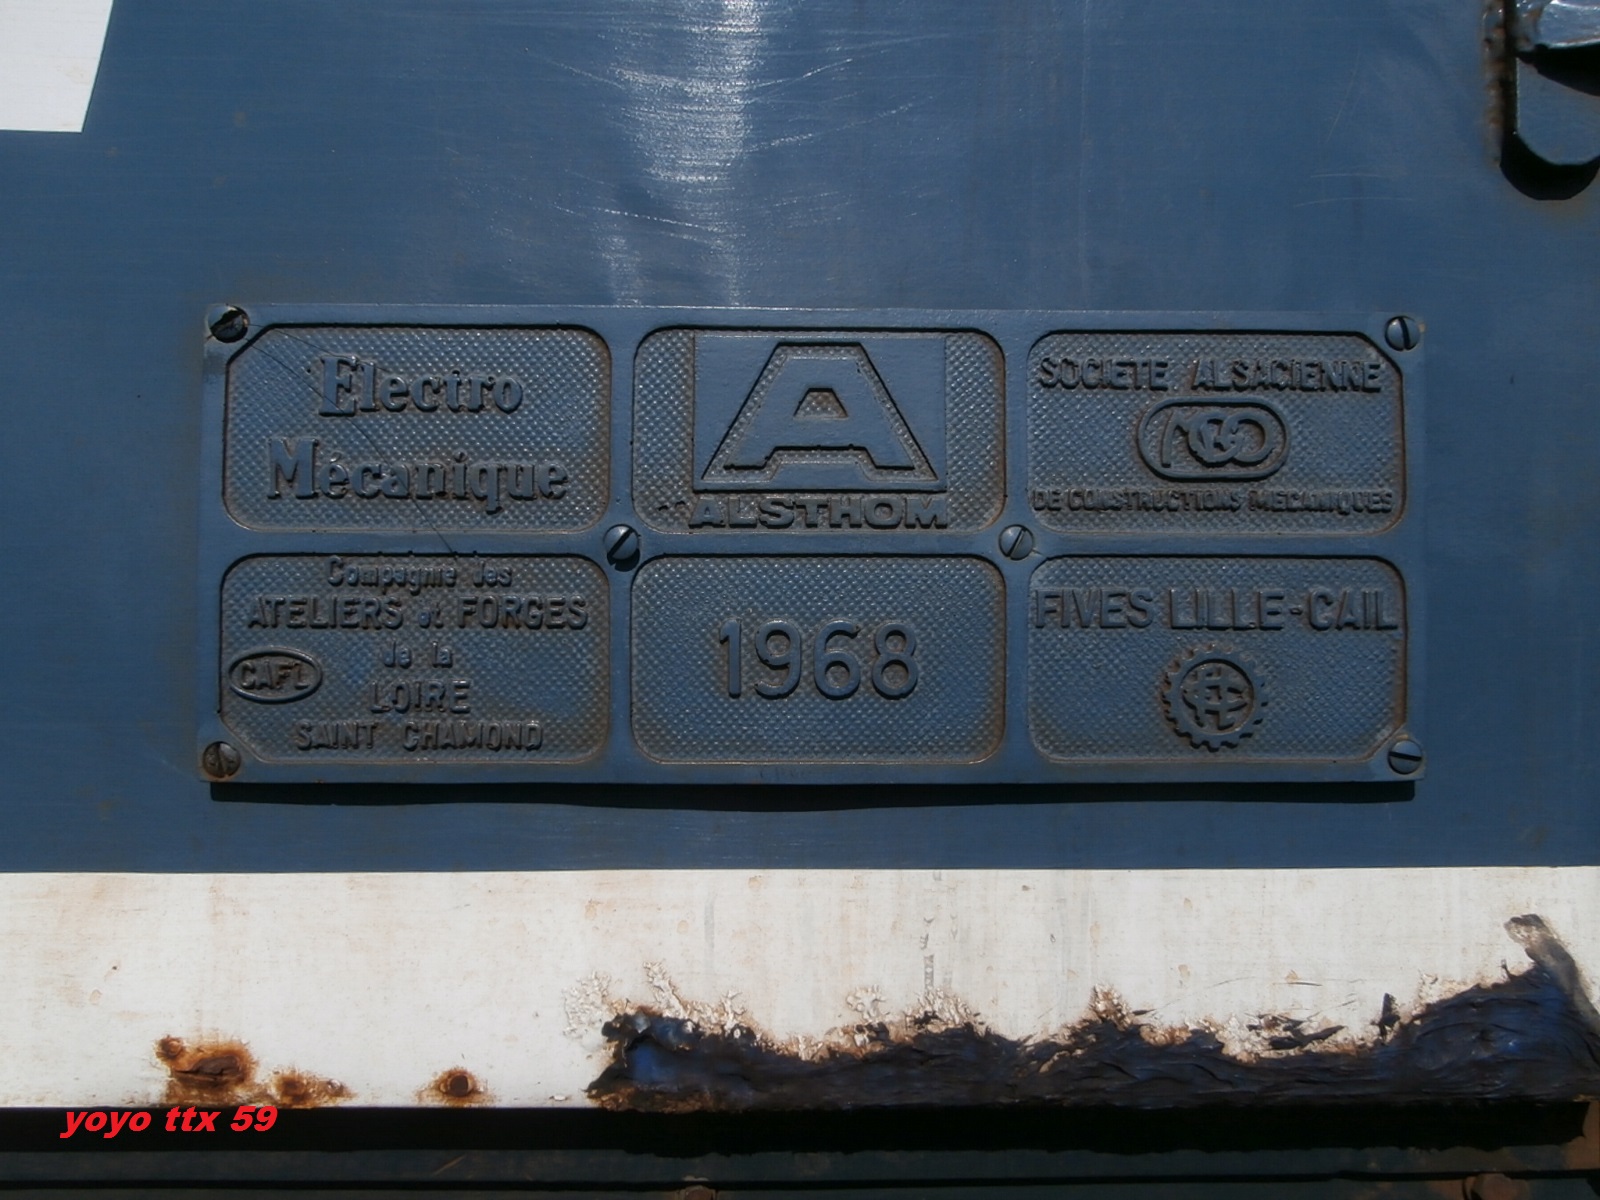 Electro
Mécanique
A
ALSTHOM
SOCIETE ALSACIENNE
MGO
DE CONSTRUCTIONS MECANIQUES
Compagnie des
ATELIERS et FORGES
de la
CAFL
LOIRE
SAINT CHAMOND
1968
FIVES LILLE-CAIL
yoyo ttx 59